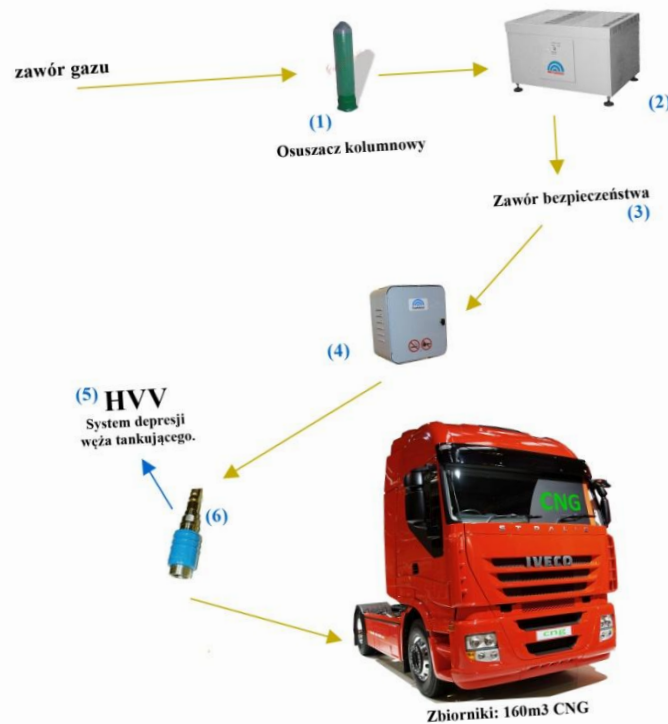 zawór gazu
(1)
Osuszacz kolumnowy
(2)
Zawór bezpieczeństwa
(3)
(4)
(5) HVV
System depresji
węża tankującego.
(6)
CNG
STRALIS
IVECO
cng
Zbiorniki: 160m3 CNG